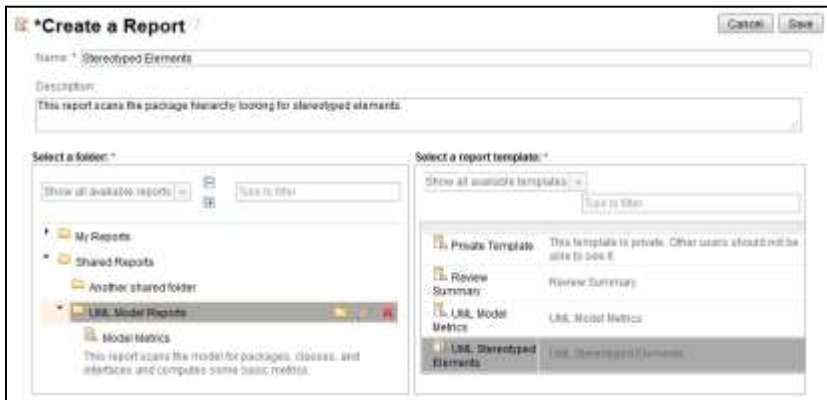 *Create a Report
Cancel Save
Name: * Stereotyped Elements
Description:
This report scans the package hierarchy looking for stereotyped elements.
Select a folder: *
Show all available reports
Type to filter
My Reports
Shared Reports
Another shared folder
UML Model Reports
Model Metrics
This report scans the model for packages, classes, and
interfaces and computes some basic metrics.
Select a report template: *
Show all available templates
Type to filter
Private Template
This template is private. Other users should not be
able to see it.
Review
Summary
Review Summary
UML Model
Metrics
UML Model Metrics
UML Stereotyped
Elements
UML Stereotyped Elements